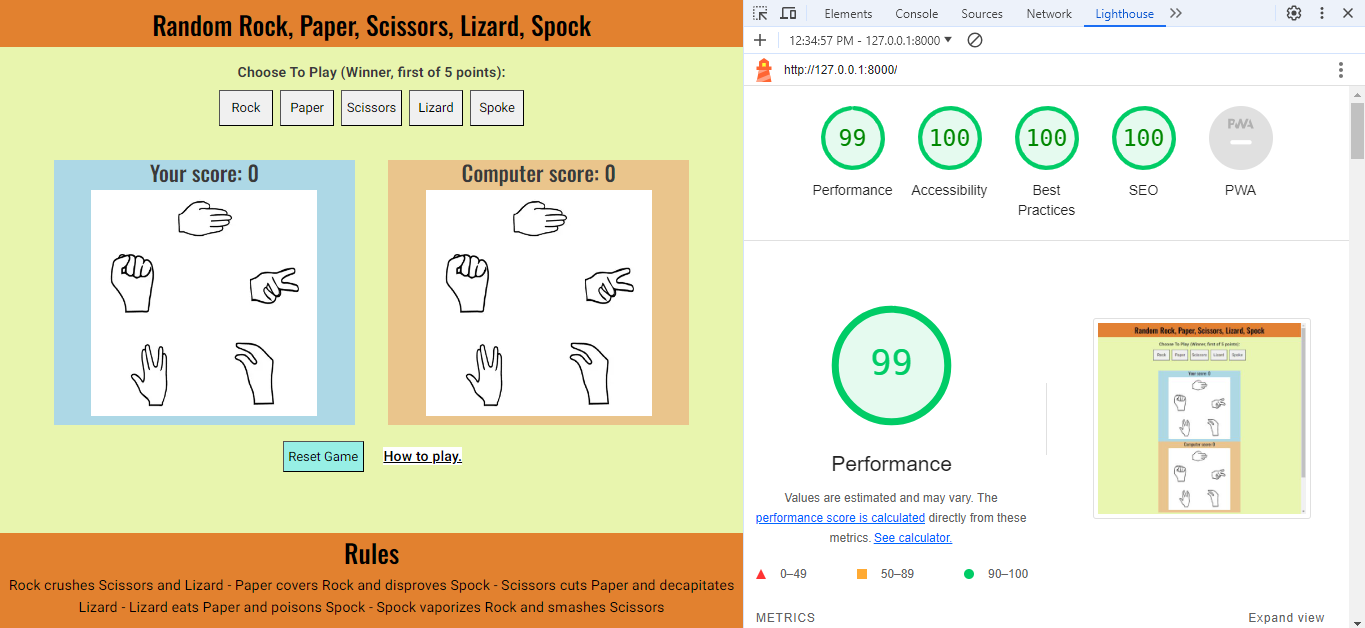 Random Rock, Paper, Scissors, Lizard, Spock
Choose To Play (Winner, first of 5 points):
Rock Paper Scissors Lizard Spoke
Your score: 0 Computer score: 0
Reset Game How to play.
Rules
Rock crushes Scissors and Lizard - Paper covers Rock and disproves Spock - Scissors cuts Paper and decapitates
Lizard - Lizard eats Paper and poisons Spock - Spock vaporizes Rock and smashes Scissors
Elements Console Sources Network Lighthouse
12:34:57 PM - 127.0.0.1:8000
http://127.0.0.1:8000/
99 100 100 100 PWA
Performance Accessibility Best Practices SEO PWA
99
Performance
Values are estimated and may vary. The
performance score is calculated directly from these
metrics. See calculator.
0–49 50–89 90–100
Random Rock, Paper, Scissors, Lizard, Spock
Choose To Play (Winner, first of 5 points):
Rock Paper Scissors Lizard Spoke
Your score: 0
Computer score: 0
METRICS Expand view